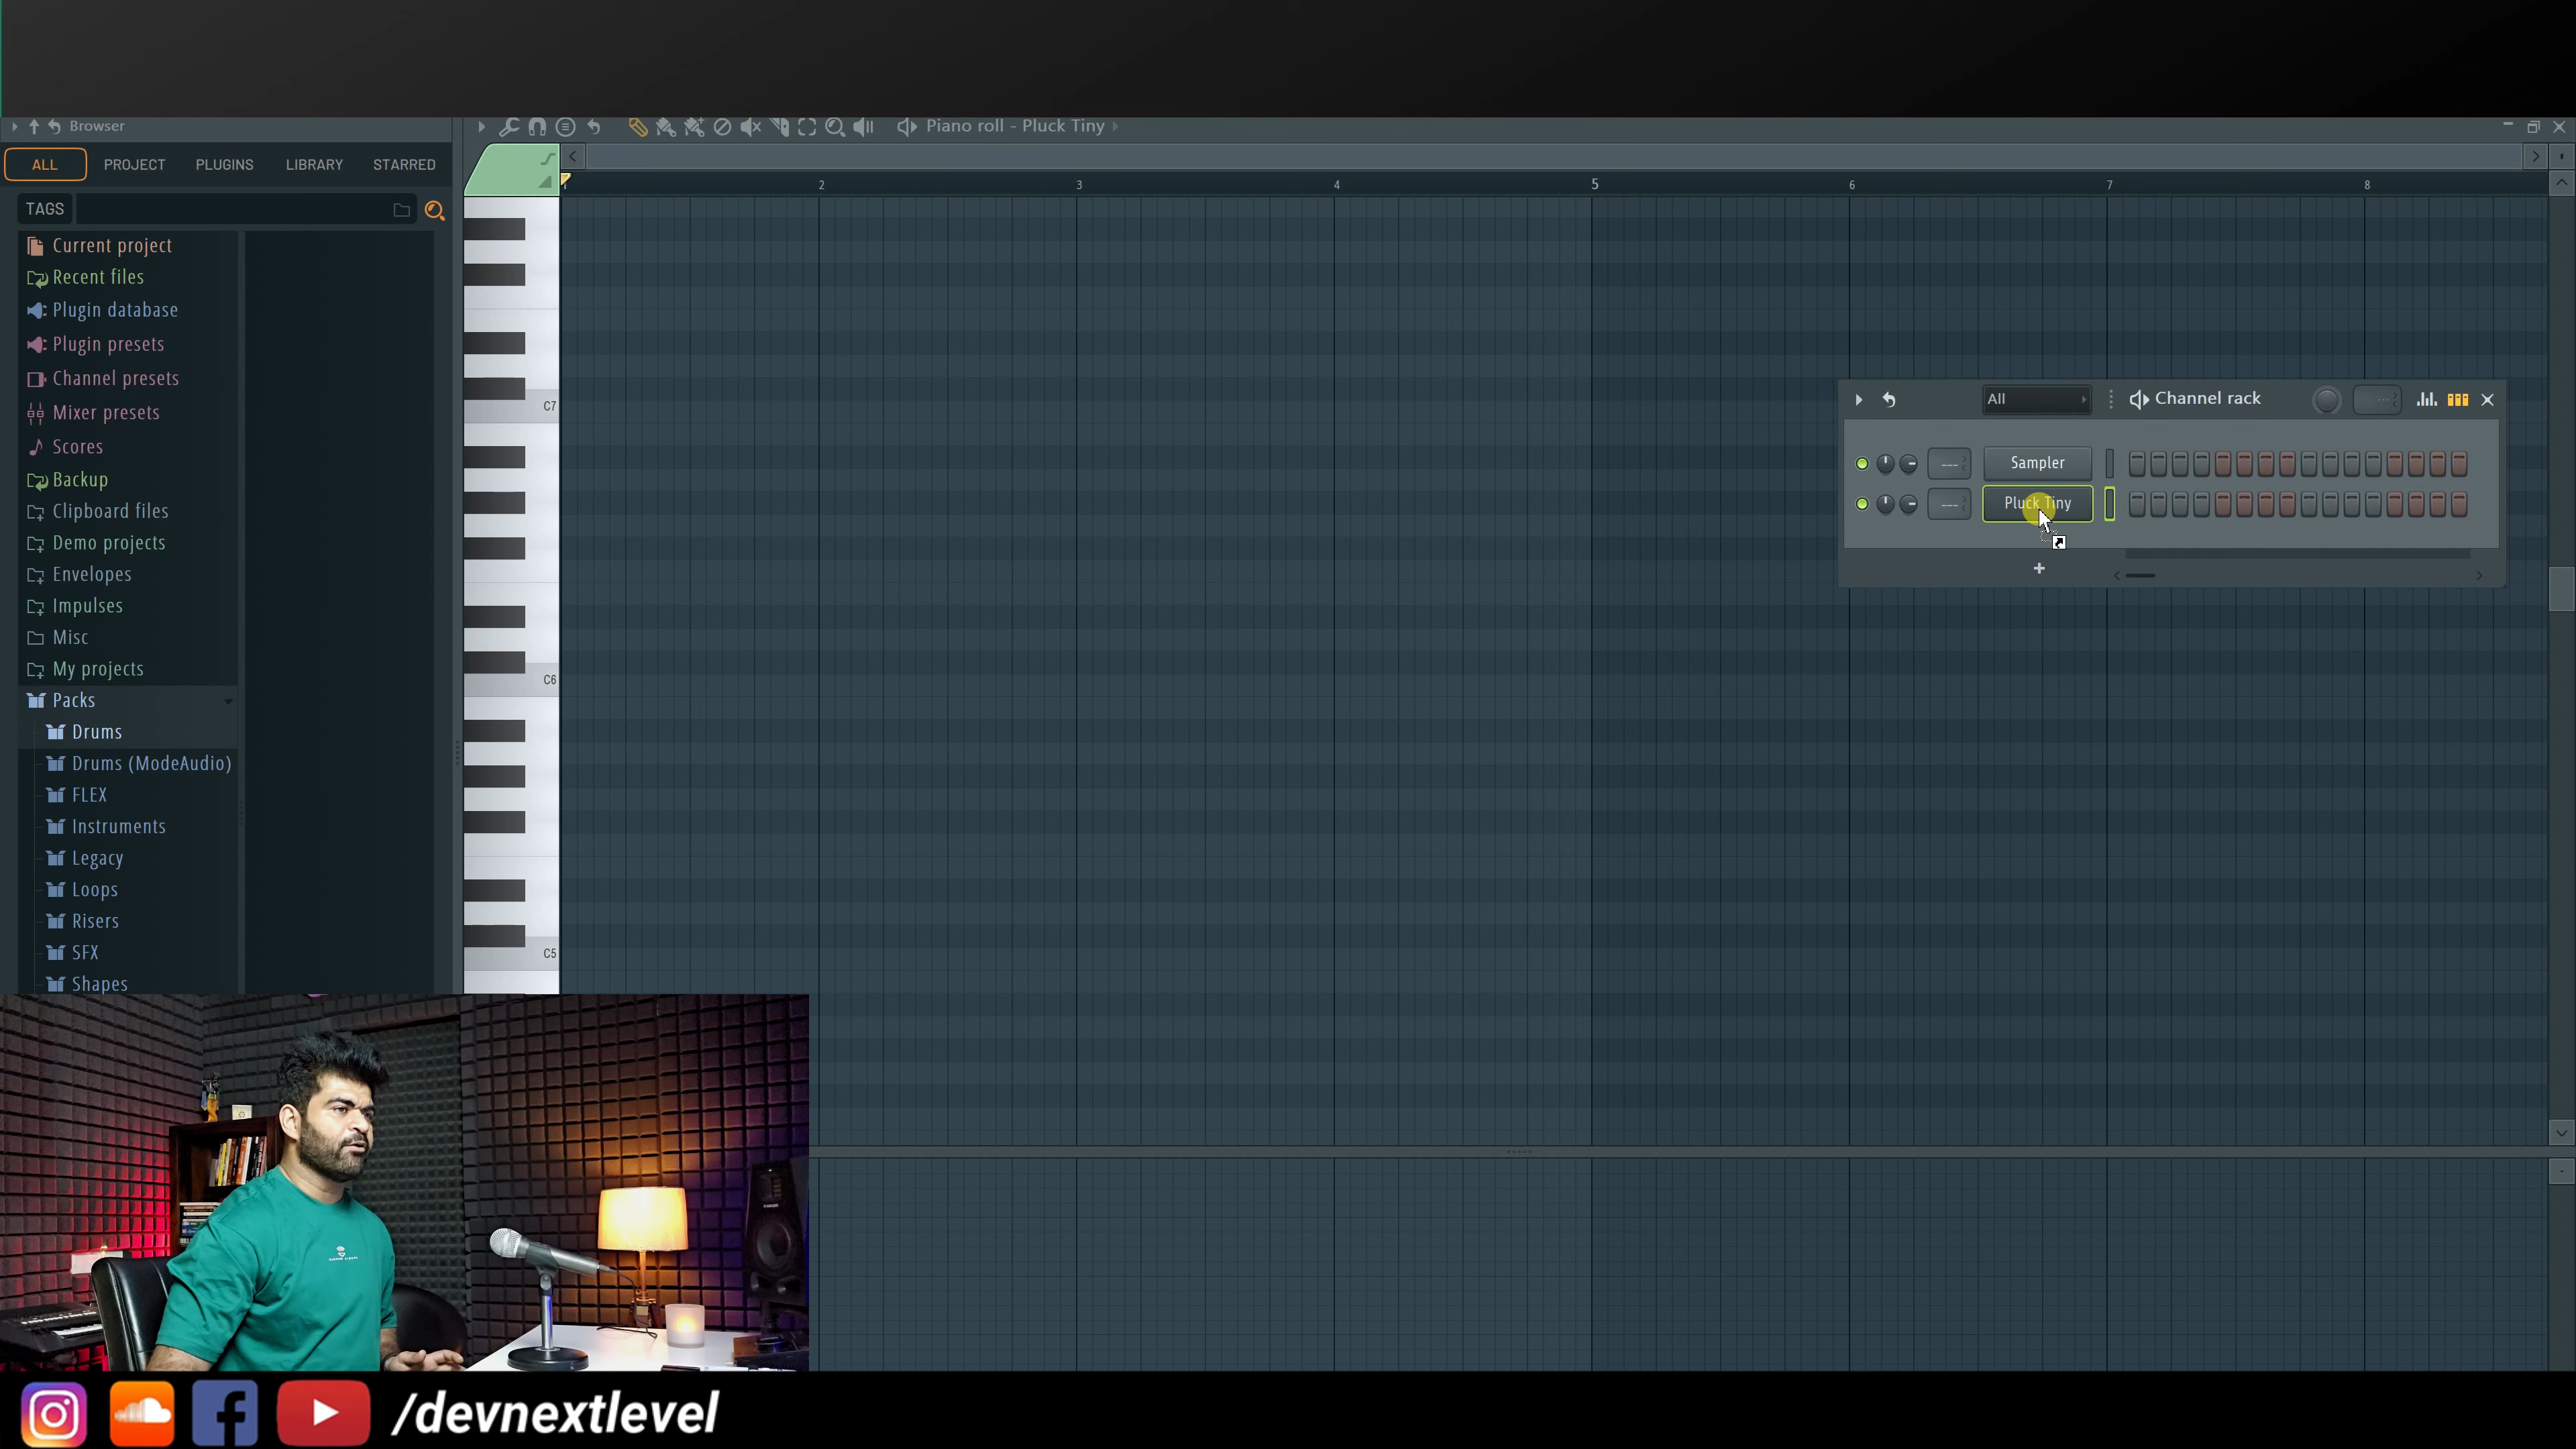 Browser
Piano roll - Pluck Tiny
ALL PROJECT PLUGINS LIBRARY STARRED
TAGS
1 2 3 4 5 6 7 8
Current project
Recent files
Plugin database
Plugin presets
Channel presets
Mixer presets
Scores
Backup
Clipboard files
Demo projects
Envelopes
Impulses
Misc
My projects
Packs
Drums
Drums (ModeAudio)
FLEX
Instruments
Legacy
Loops
Risers
SFX
Shapes
C7
C6
C5
All Channel rack
--- Sampler
--- Pluck Tiny
/devnextlevel